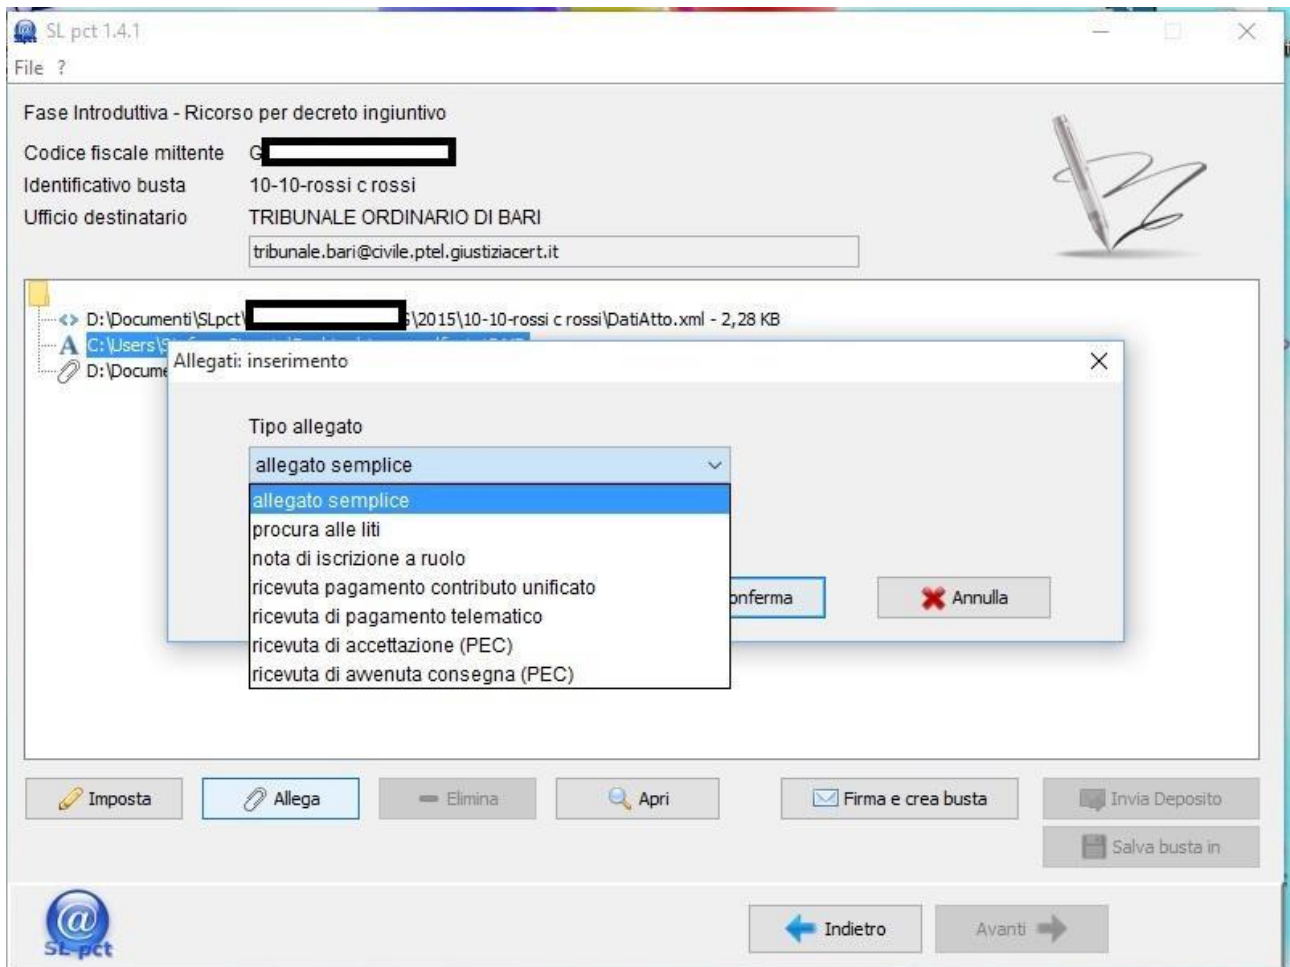 SL pct 1.4.1
File ?
Fase Introduttiva - Ricorso per decreto ingiuntivo
Codice fiscale mittente G
Identificativo busta 10-10-rossi c rossi
Ufficio destinatario TRIBUNALE ORDINARIO DI BARI
tribunale.bari@civile.ptel.giustiziacert.it
<> D:\Documenti\SLpct\ \2015\10-10-rossi c rossi\DatiAtto.xml - 2,28 KB
A C:\Users\
D:\Docume
Allegati: inserimento
Tipo allegato
allegato semplice
allegato semplice
procura alle liti
nota di iscrizione a ruolo
ricevuta pagamento contributo unificato
ricevuta di pagamento telematico
ricevuta di accettazione (PEC)
ricevuta di avvenuta consegna (PEC)
onferma Annulla
Imposta Allega Elimina Apri Firma e crea busta Invia Deposito
Salva busta in
@
SL pct
Indietro Avanti